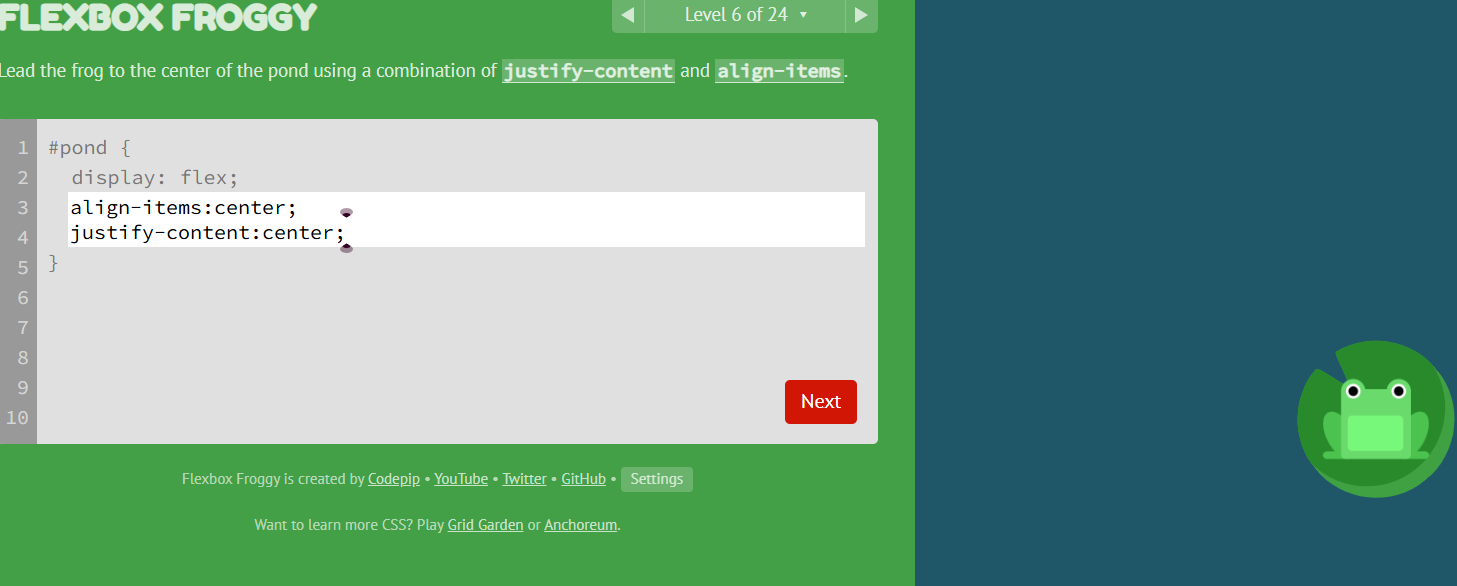 FLEXBOX FROGGY
Level 6 of 24
Lead the frog to the center of the pond using a combination of justify-content and align-items.
1 #pond {
2 display: flex;
3 align-items:center;
4 justify-content:center;
5 }
6
7
8
9
10
Next
Flexbox Froggy is created by Codepip • YouTube • Twitter • GitHub • Settings
Want to learn more CSS? Play Grid Garden or Anchoreum.